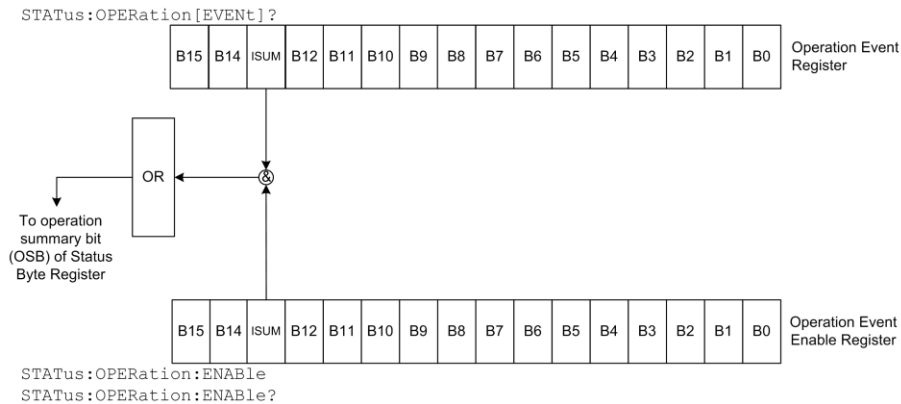 STATus:OPERation[EVENt]?
B15 B14 ISUM B12 B11 B10 B9 B8 B7 B6 B5 B4 B3 B2 B1 B0
Operation Event
Register
OR
&
To operation
summary bit
(OSB) of Status
Byte Register
B15 B14 ISUM B12 B11 B10 B9 B8 B7 B6 B5 B4 B3 B2 B1 B0
Operation Event
Enable Register
STATus:OPERation:ENABle
STATus:OPERation:ENABle?